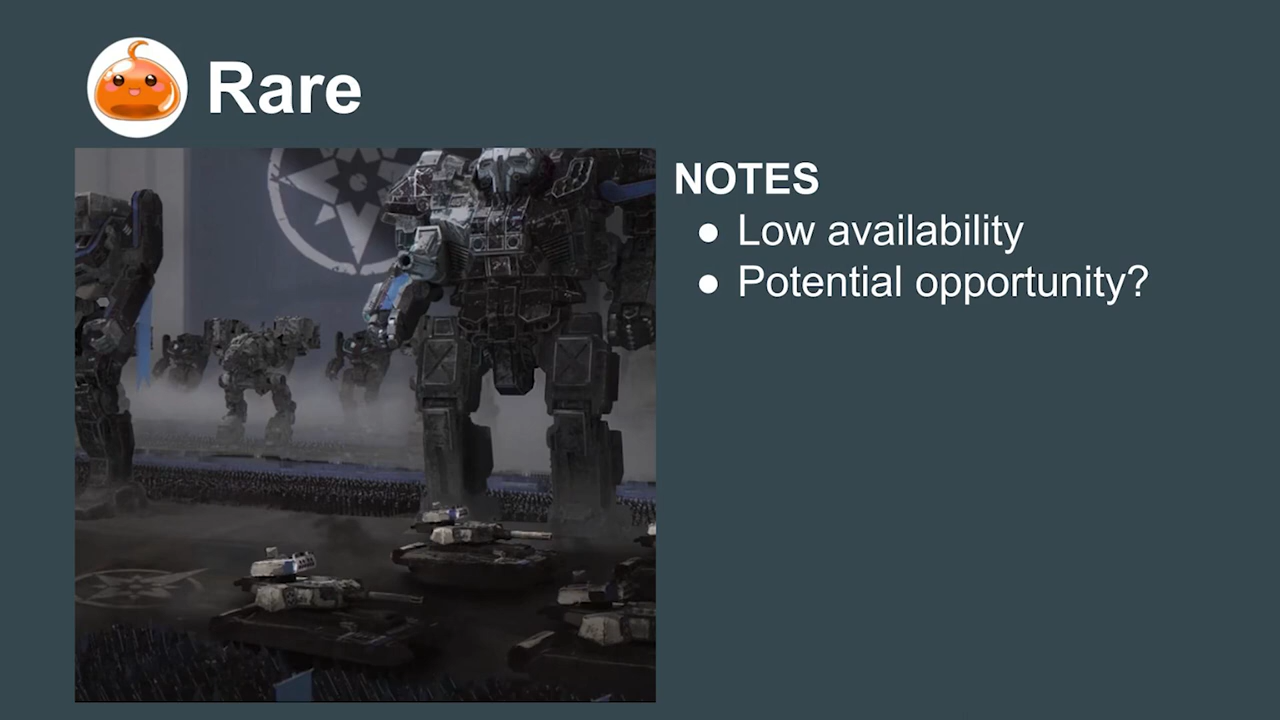 Rare
NOTES
● Low availability
● Potential opportunity?